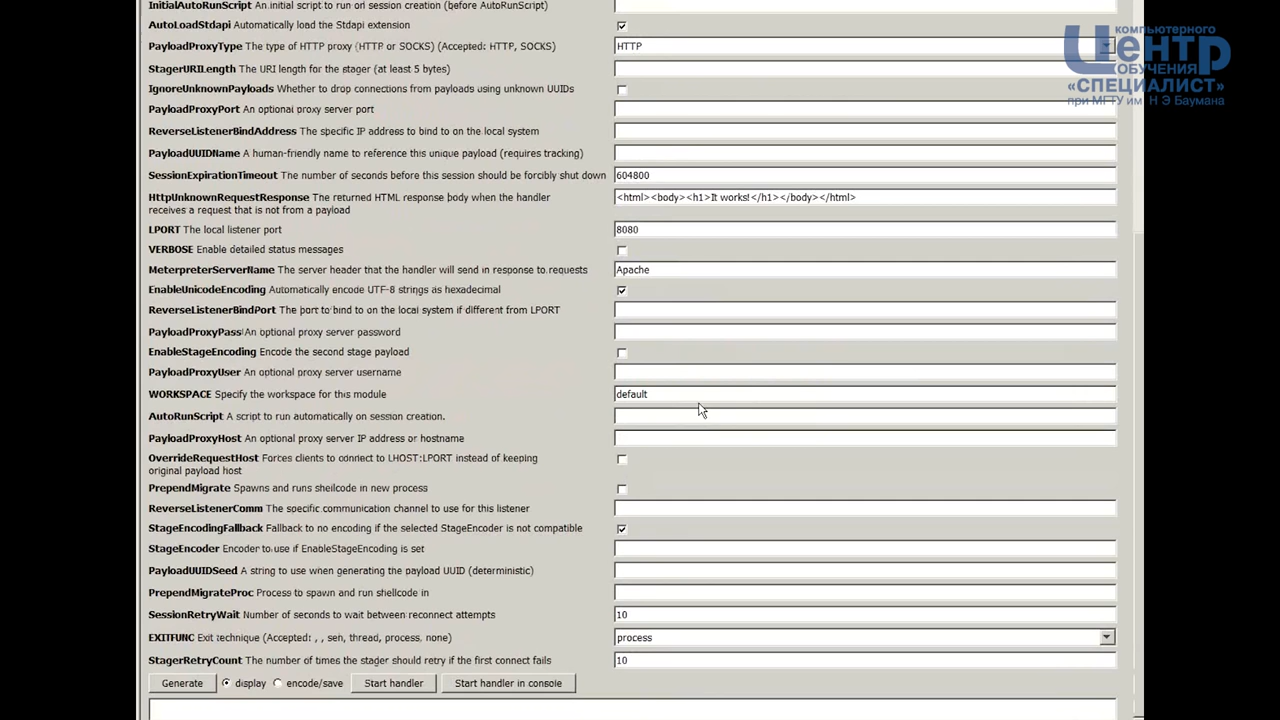 InitialAutoRunScript An initial script to run on session creation (before AutoRunScript)
AutoLoadStdapi Automatically load the Stdapi extension
PayloadProxyType The type of HTTP proxy (HTTP or SOCKS) (Accepted: HTTP, SOCKS) HTTP
StagerURILength The URI length for the stager (at least 5 bytes)
IgnoreUnknownPayloads Whether to drop connections from payloads using unknown UUIDs
PayloadProxyPort An optional proxy server port
ReverseListenerBindAddress The specific IP address to bind to on the local system
PayloadUUIDName A human-friendly name to reference this unique payload (requires tracking)
SessionExpirationTimeout The number of seconds before this session should be forcibly shut down 604800
HttpUnknownRequestResponse The returned HTML response body when the handler <html><body><h1>It works!</h1></body></html>
receives a request that is not from a payload
LPORT The local listener port 8080
VERBOSE Enable detailed status messages
MeterpreterServerName The server header that the handler will send in response to requests Apache
EnableUnicodeEncoding Automatically encode UTF-8 strings as hexadecimal
ReverseListenerBindPort The port to bind to on the local system if different from LPORT
PayloadProxyPass An optional proxy server password
EnableStageEncoding Encode the second stage payload
PayloadProxyUser An optional proxy server username
WORKSPACE Specify the workspace for this module default
AutoRunScript A script to run automatically on session creation.
PayloadProxyHost An optional proxy server IP address or hostname
OverrideRequestHost Forces clients to connect to LHOST:LPORT instead of keeping
original payload host
PrependMigrate Spawns and runs shellcode in new process
ReverseListenerComm The specific communication channel to use for this listener
StageEncodingFallback Fallback to no encoding if the selected StageEncoder is not compatible
StageEncoder Encoder to use if EnableStageEncoding is set
PayloadUUIDSeed A string to use when generating the payload UUID (deterministic)
PrependMigrateProc Process to spawn and run shellcode in
SessionRetryWait Number of seconds to wait between reconnect attempts 10
EXITFUNC Exit technique (Accepted: , , seh, thread, process, none) process
StagerRetryCount The number of times the stager should retry if the first connect fails 10
Generate display encode/save Start handler Start handler in console
компьютерного
Центр
ОБУЧЕНИЯ
«СПЕЦИАЛИСТ»
при МГТУ им. Н Э Баумана